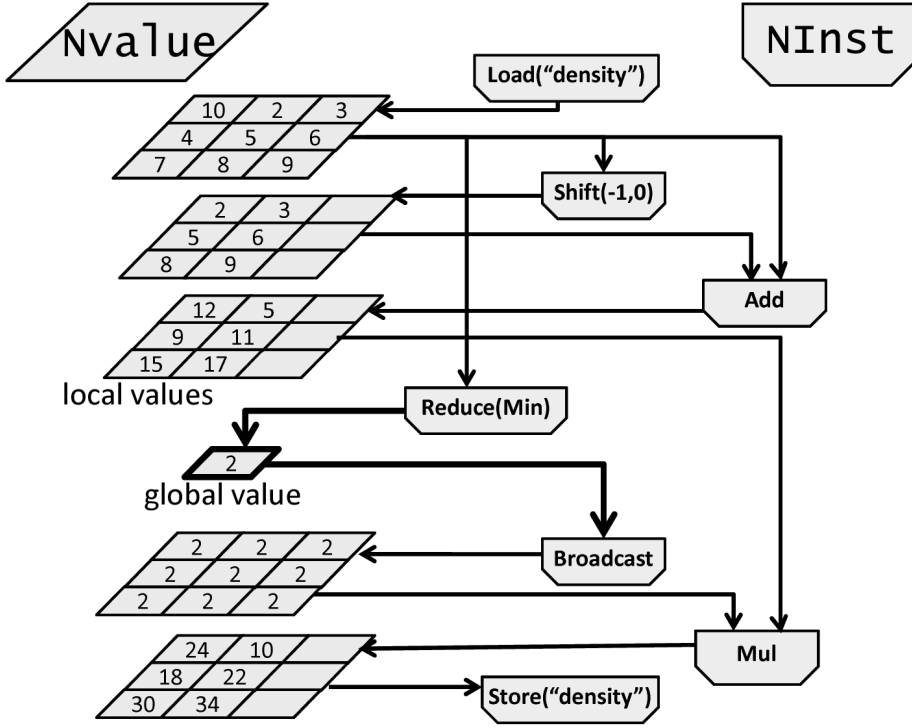 Nvalue
NInst
Load(“density”)
10 2 3
4 5 6
7 8 9
Shift(-1,0)
2 3
5 6
8 9
Add
12 5
9 11
15 17
local values
Reduce(Min)
2
global value
Broadcast
2 2 2
2 2 2
2 2 2
Mul
24 10
18 22
30 34
Store(“density”)